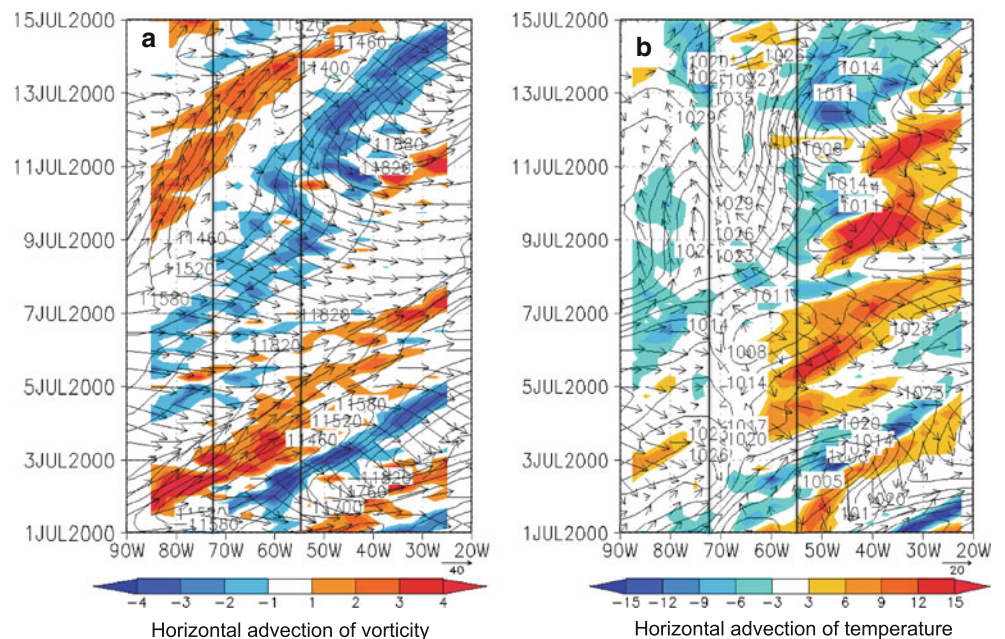 a
b
15JUL2000
13JUL2000
11JUL2000
9JUL2000
7JUL2000
5JUL2000
3JUL2000
1JUL2000
90W 80W 70W 60W 50W 40W 30W 20W
11520
11460
11400
11880
11820
11460
11520
11580
11820
11820
11580
11520
11460
11820
11760
11700
11580
40
−4 −3 −2 −1 1 2 3 4
Horizontal advection of vorticity
15JUL2000
13JUL2000
11JUL2000
9JUL2000
7JUL2000
5JUL2000
3JUL2000
1JUL2000
90W 80W 70W 60W 50W 40W 30W 20W
1020
1014
1011
1029
1008
1014
1011
1029
1026
1023
1011
1014
1023
1008
1014
1023
1017
1020
1023
1026
1020
1014
1005
20
−15 −12 −9 −6 −3 3 6 9 12 15
Horizontal advection of temperature